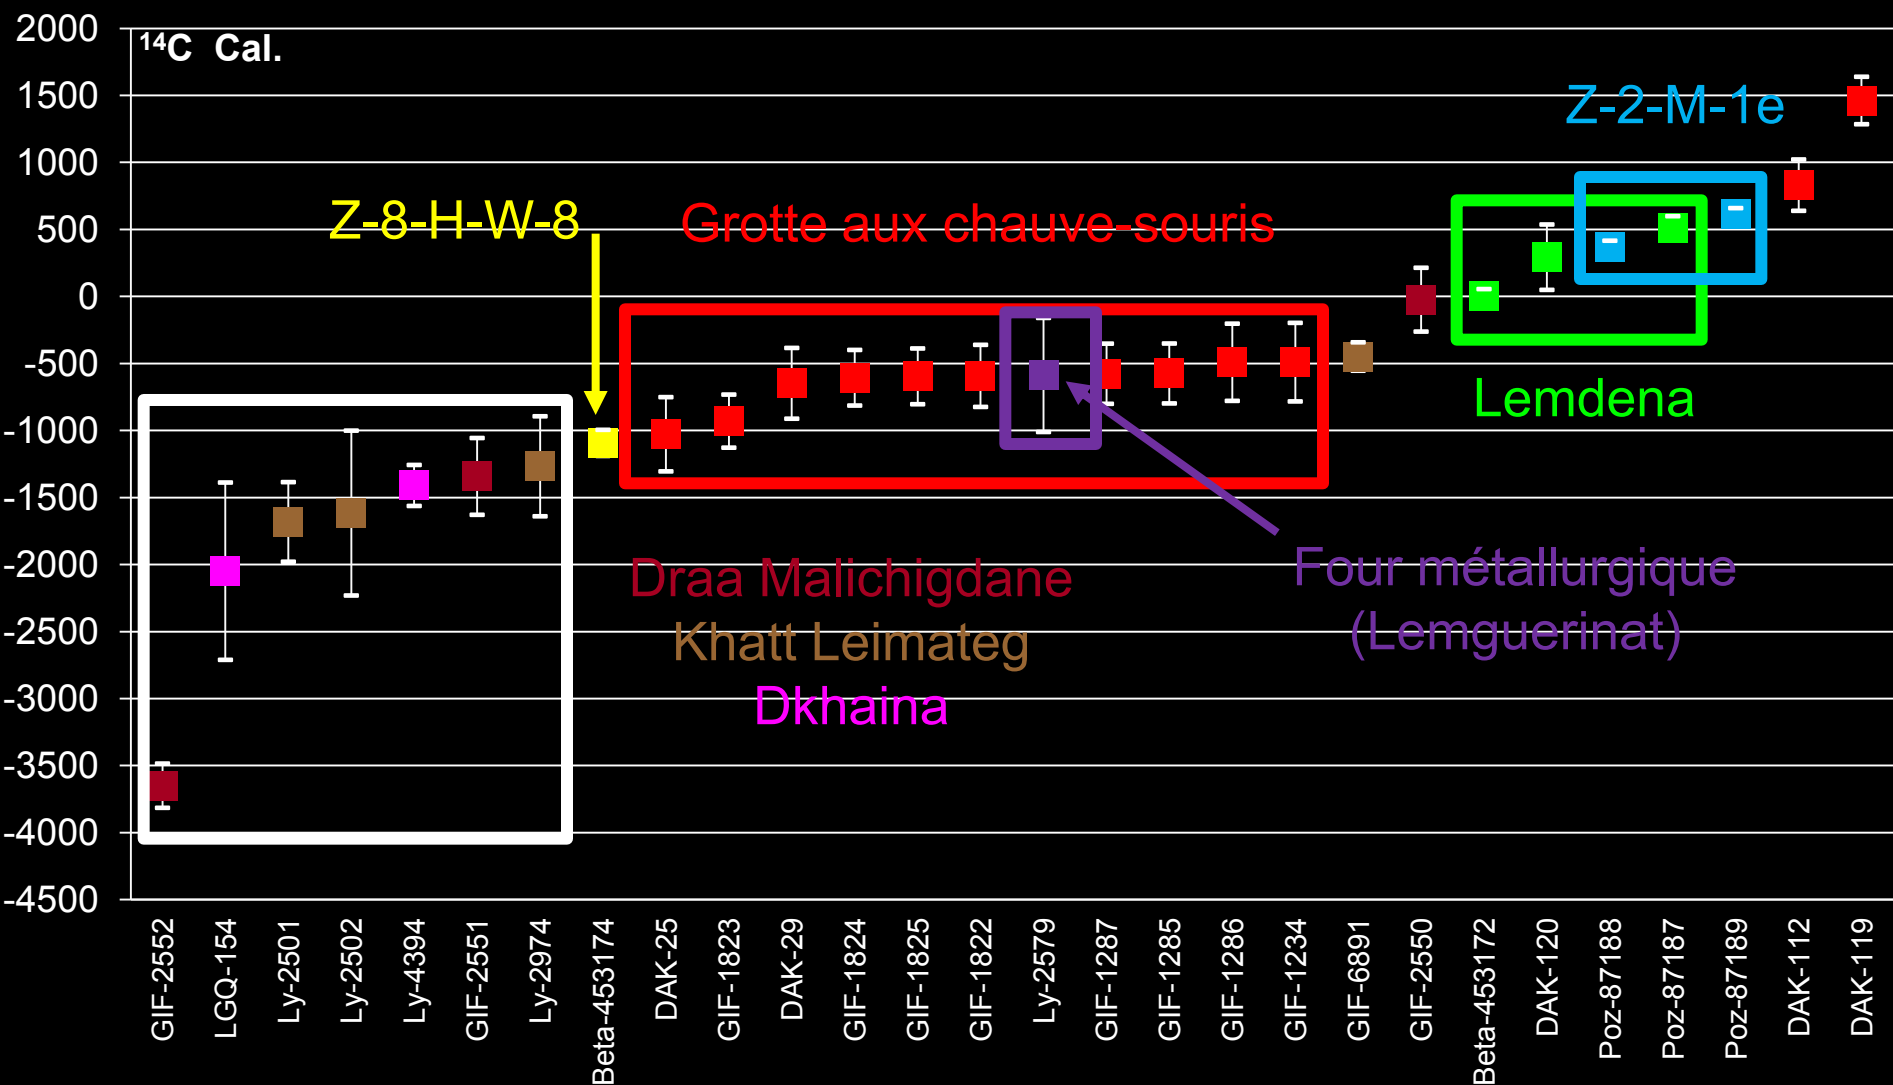 2000
1500
1000
500
0
-500
-1000
-1500
-2000
-2500
-3000
-3500
-4000
-4500
¹⁴C Cal.
Z-8-H-W-8
Grotte aux chauve-souris
Z-2-M-1e
Lemdena
Draa Malichigdane
Khatt Leimateg
Dkhaina
Four métallurgique
(Lemguerinat)
GIF-2552
LGQ-154
Ly-2501
Ly-2502
Ly-4394
GIF-2551
Ly-2974
Beta-453174
DAK-25
GIF-1823
DAK-29
GIF-1824
GIF-1825
GIF-1822
Ly-2579
GIF-1287
GIF-1285
GIF-1286
GIF-1234
GIF-6891
GIF-2550
Beta-453172
DAK-120
Poz-87188
Poz-87187
Poz-87189
DAK-112
DAK-119